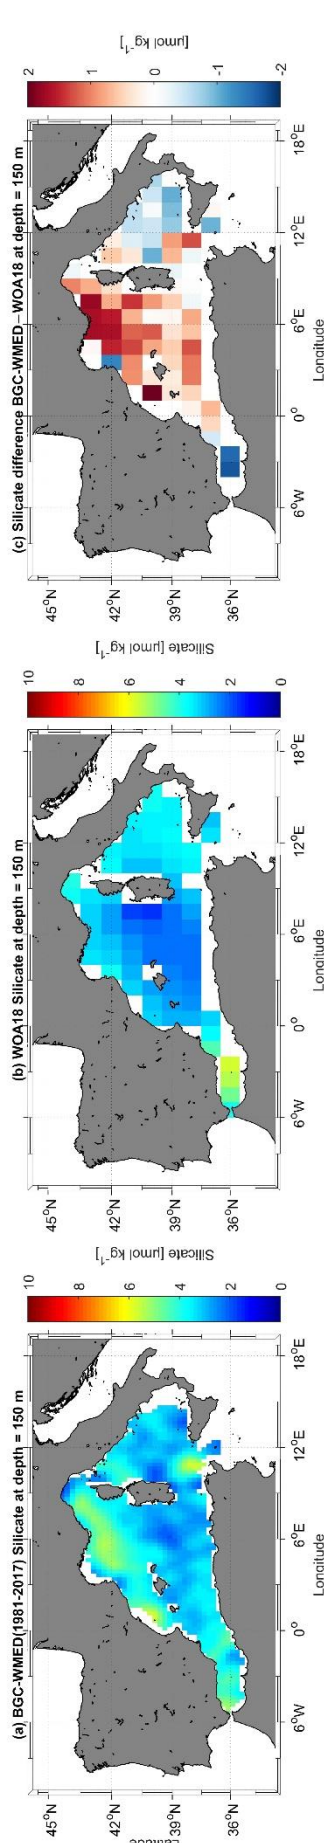 (a) BGC-WMED(1981-2017) Silicate at depth = 150 m
45°N
42°N
39°N
36°N
Latitude
6°W
0°
6°E
12°E
18°E
Longitude
10
8
6
4
2
0
Silicate [μmol kg⁻¹]
(b) WOA18 Silicate at depth = 150 m
45°N
42°N
39°N
36°N
6°W
0°
6°E
12°E
18°E
Longitude
10
8
6
4
2
0
Silicate [μmol kg⁻¹]
(c) Silicate difference BGC-WMED−WOA18 at depth = 150 m
45°N
42°N
39°N
36°N
6°W
0°
6°E
12°E
18°E
Longitude
2
1
0
-1
-2
[μmol kg⁻¹]